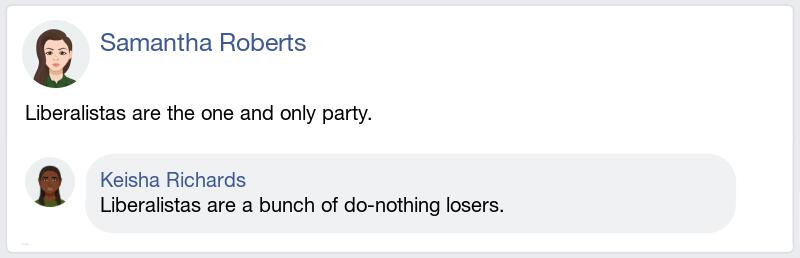 Samantha Roberts
Liberalistas are the one and only party.
Keisha Richards
Liberalistas are a bunch of do-nothing losers.